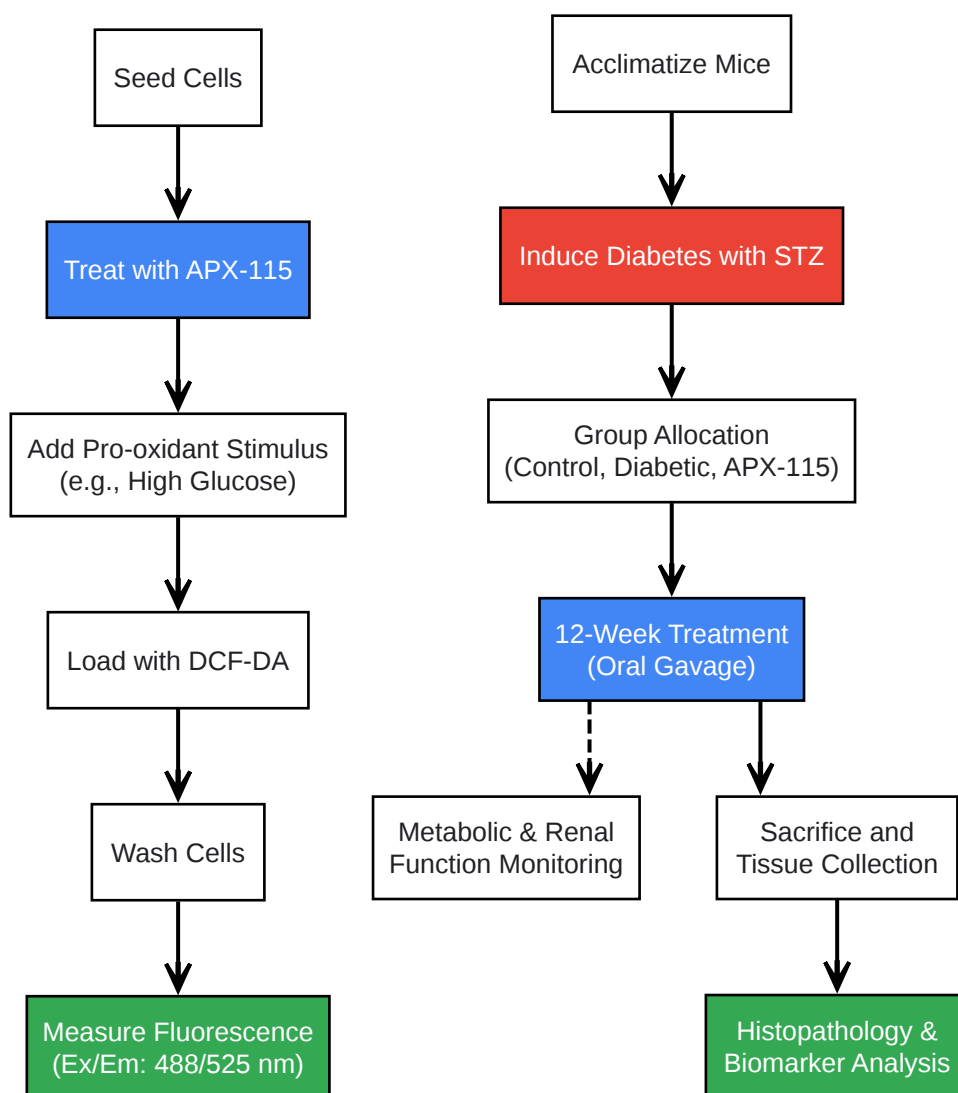 Seed Cells
Treat with APX-115
Add Pro-oxidant Stimulus
(e.g., High Glucose)
Load with DCF-DA
Wash Cells
Measure Fluorescence
(Ex/Em: 488/525 nm)
Acclimatize Mice
Induce Diabetes with STZ
Group Allocation
(Control, Diabetic, APX-115)
12-Week Treatment
(Oral Gavage)
Metabolic & Renal
Function Monitoring
Sacrifice and
Tissue Collection
Histopathology &
Biomarker Analysis